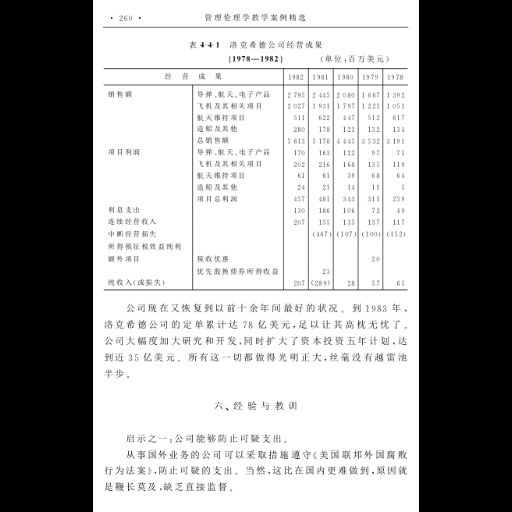 · 260 ·　管理伦理学教学案例精选
表 4-4-1　洛克希德公司经营成果
(1978—1982)　(单位:百万美元)
经 营 成 果　1982　1981　1980　1979　1978
销售额　导弹、航天、电子产品　2 795　2 445　2 080　1 667　1 392
飞机及其相关项目　2 027　1 931　1 797　1 221　1 051
航天维持项目　511　622　447　512　617
造船及其他　280　178　121　132　134
总销售额　5 613　5 176　4 445　3 532　3 191
项目利润　导弹、航天、电子产品　170　163　122　97　71
飞机及其相关项目　202　216　168　135　119
航天维持项目　61　61　39　68　64
造船及其他　24　21　14　11　5
项目总利润　457　461　343　311　259
利息支出　130　186　106　72　49
连续经营收入　207　155　135　137　117
中断经营损失　(467)　(107)　(100)　(152)
所得税征税效益纯利
额外项目　税收优惠　20
优先股换债券所得收益　23
纯收入(或损失)　207　(289)　28　57　65
公司现在又恢复到以前十余年间最好的状况。到 1983 年,
洛克希德公司的定单累计达 78 亿美元,足以让其高枕无忧了。
公司大幅度加大研究和开发,同时扩大了资本投资五年计划,达
到近 35 亿美元。所有这一切都做得光明正大,丝毫没有越雷池
半步。
六、经验与教训
启示之一:公司能够防止可疑支出。
从事国外业务的公司可以采取措施遵守《美国联邦外国腐败
行为法案》,防止可疑的支出。当然,这比在国内更难做到,原因就
是鞭长莫及,缺乏直接监督。